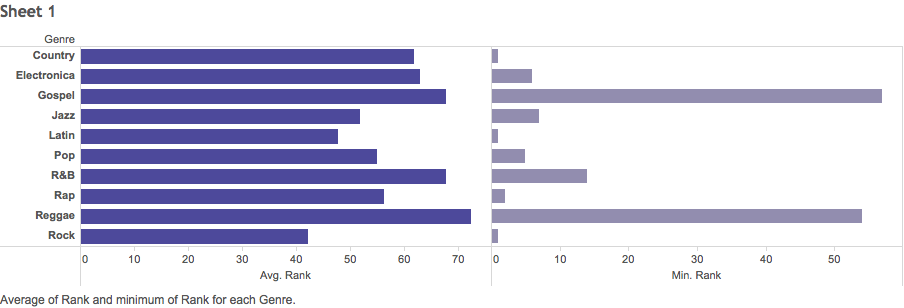 Sheet 1
Genre
Country
Electronica
Gospel
Jazz
Latin
Pop
R&B
Rap
Reggae
Rock
0 10 20 30 40 50 60 70 0 10 20 30 40 50
Avg. Rank Min. Rank
Average of Rank and minimum of Rank for each Genre.